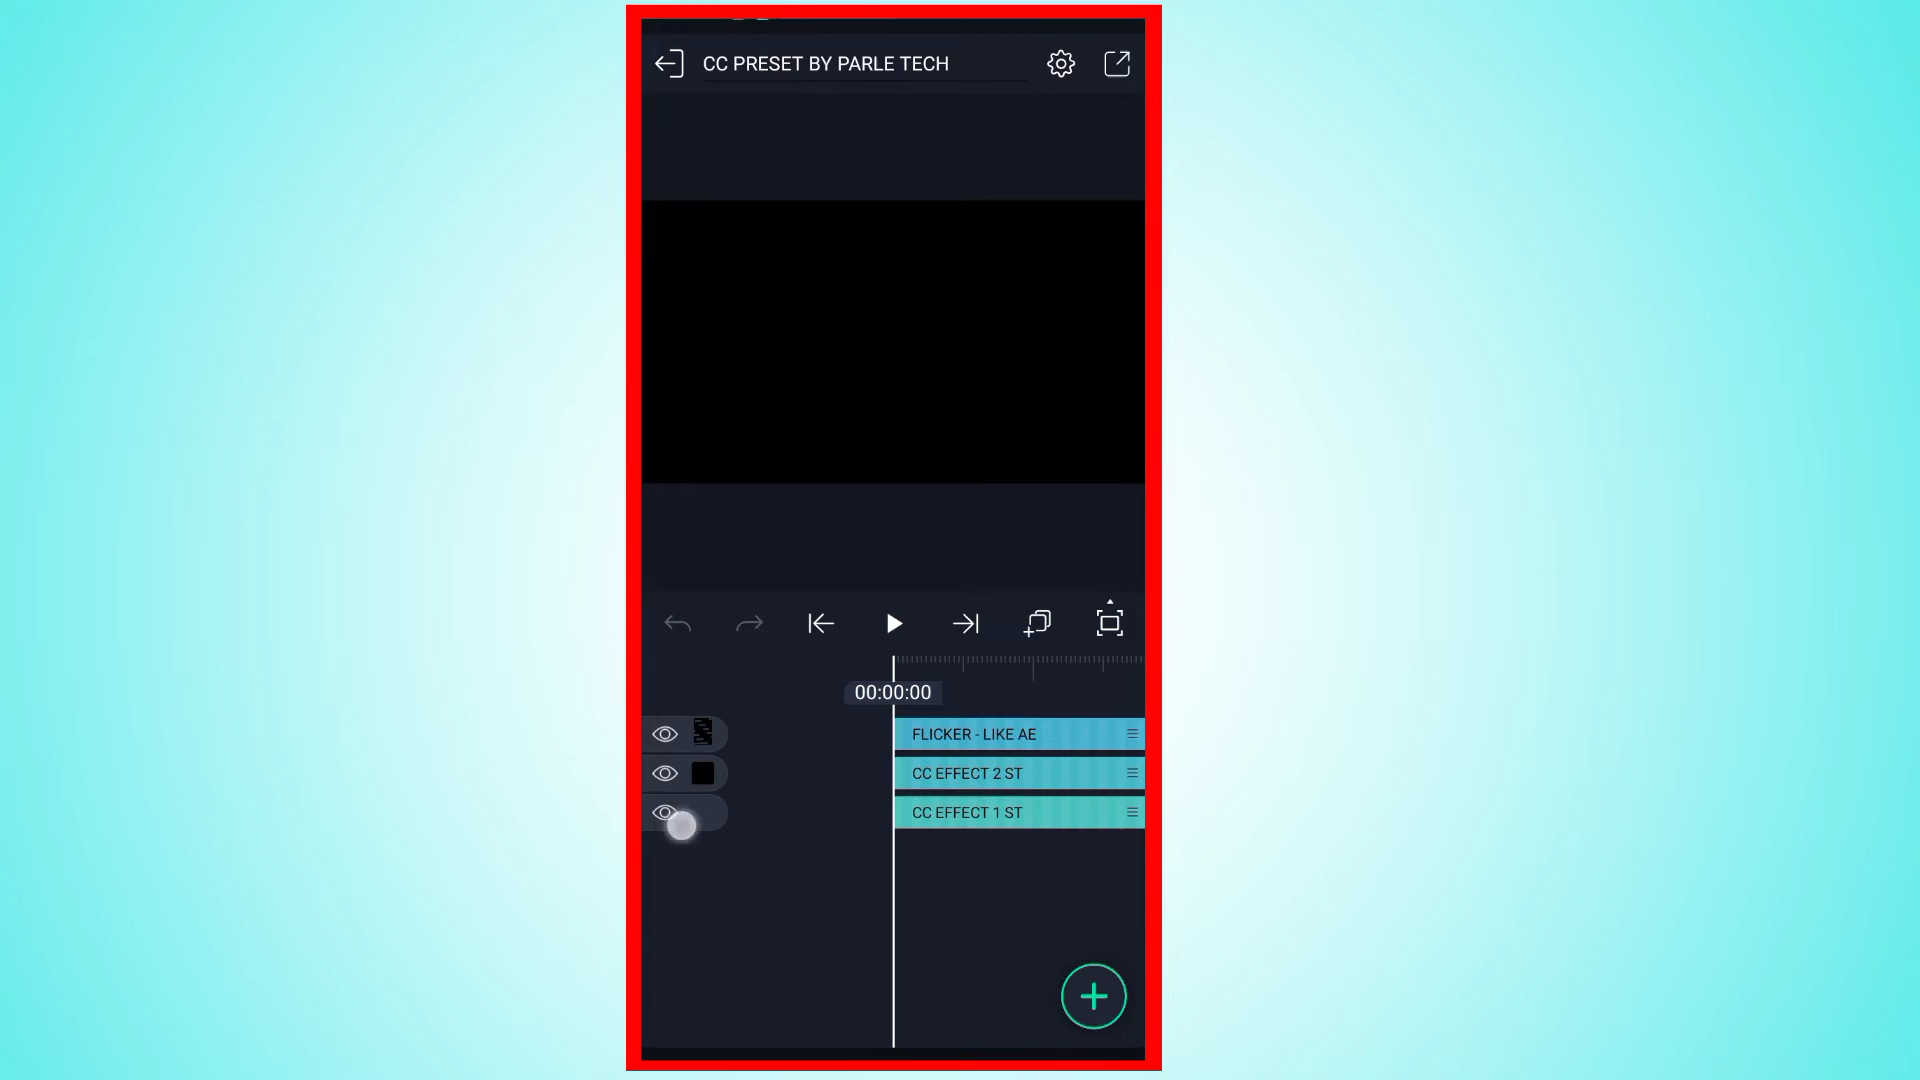 CC PRESET BY PARLE TECH
00:00:00
FLICKER - LIKE AE
CC EFFECT 2 ST
CC EFFECT 1 ST